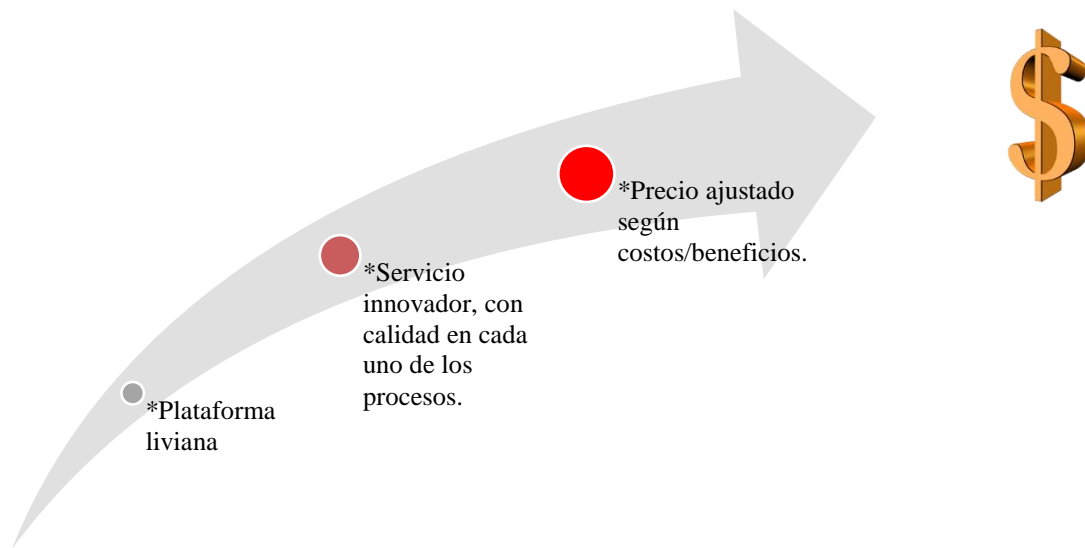 *Precio ajustado
según
costos/beneficios.
*Servicio
innovador, con
calidad en cada
uno de los
procesos.
*Plataforma
liviana
$